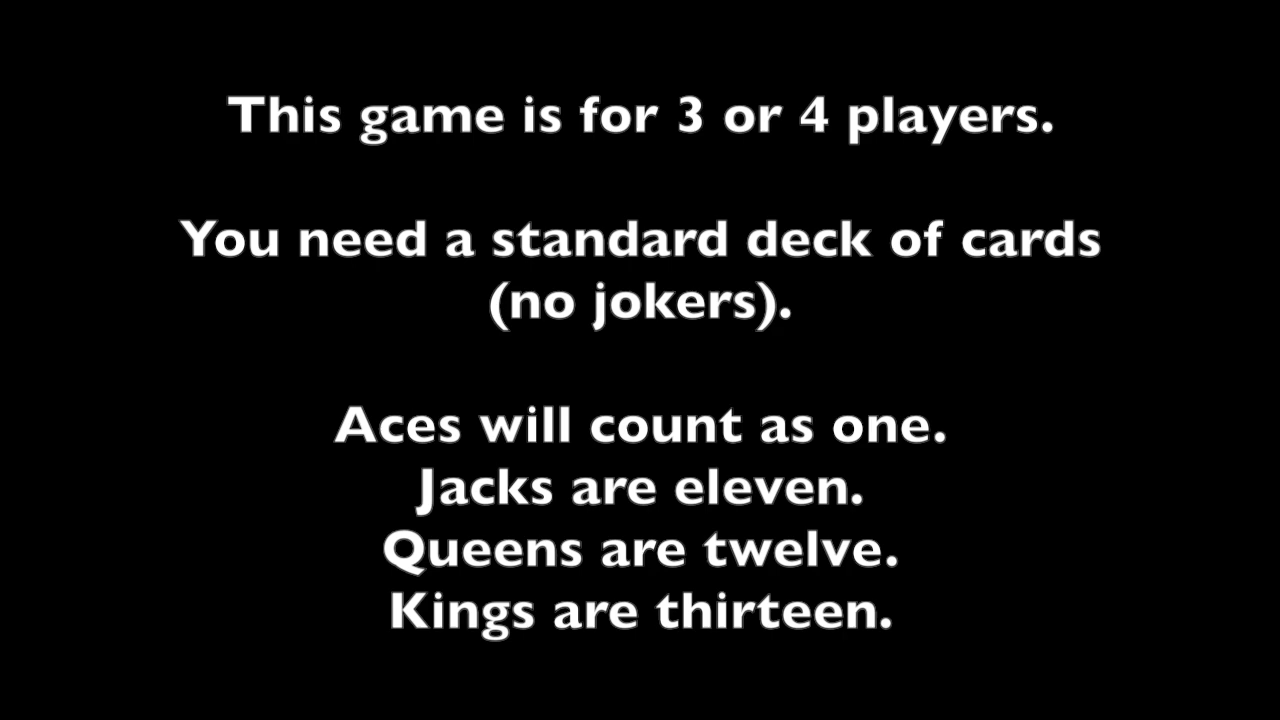 This game is for 3 or 4 players.
You need a standard deck of cards
(no jokers).
Aces will count as one.
Jacks are eleven.
Queens are twelve.
Kings are thirteen.